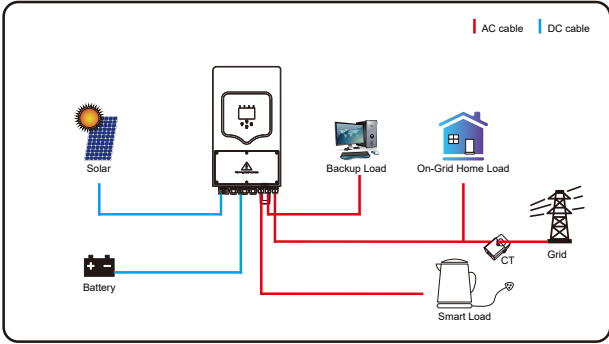 AC cable
DC cable
Solar
Backup Load
On-Grid Home Load
CT
Grid
Battery
Smart Load